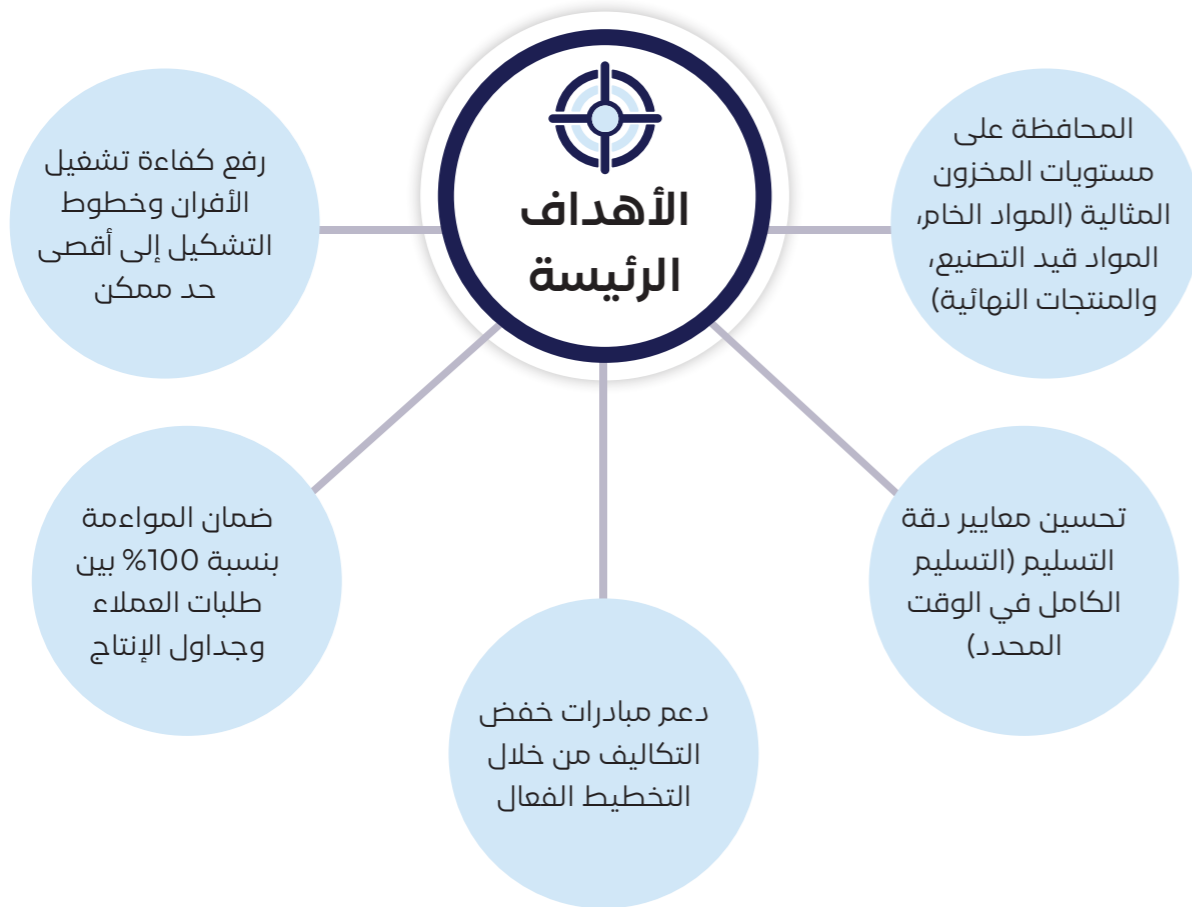 الأهداف
الرئيسة
المحافظة على
مستويات المخزون
المثالية (المواد الخام،
المواد قيد التصنيع،
والمنتجات النهائية)
تحسين معايير دقة
التسليم (التسليم
الكامل في الوقت
المحدد)
دعم مبادرات خفض
التكاليف من خلال
التخطيط الفعال
ضمان المواءمة
بنسبة 100% بين
طلبات العملاء
وجداول الإنتاج
رفع كفاءة تشغيل
الأفران وخطوط
التشكيل إلى أقصى
حد ممكن